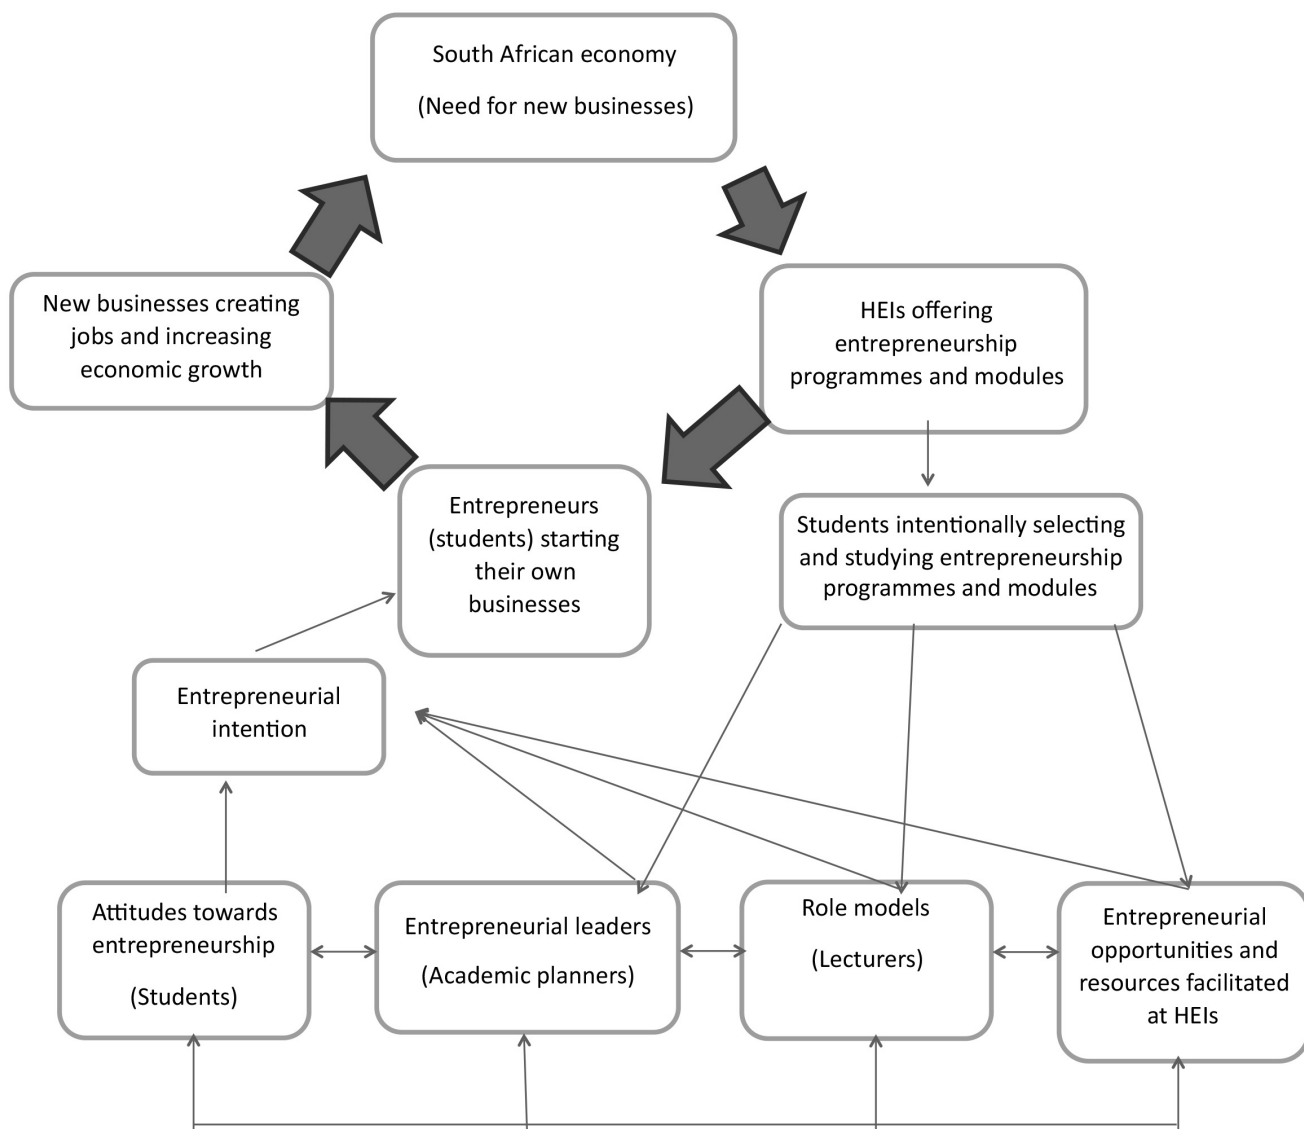 South African economy
(Need for new businesses)
New businesses creating
jobs and increasing
economic growth
HEIs offering
entrepreneurship
programmes and modules
Entrepreneurs
(students) starting
their own
businesses
Students intentionally selecting
and studying entrepreneurship
programmes and modules
Entrepreneurial
intention
Attitudes towards
entrepreneurship
(Students)
Entrepreneurial leaders
(Academic planners)
Role models
(Lecturers)
Entrepreneurial
opportunities and
resources facilitated
at HEIs